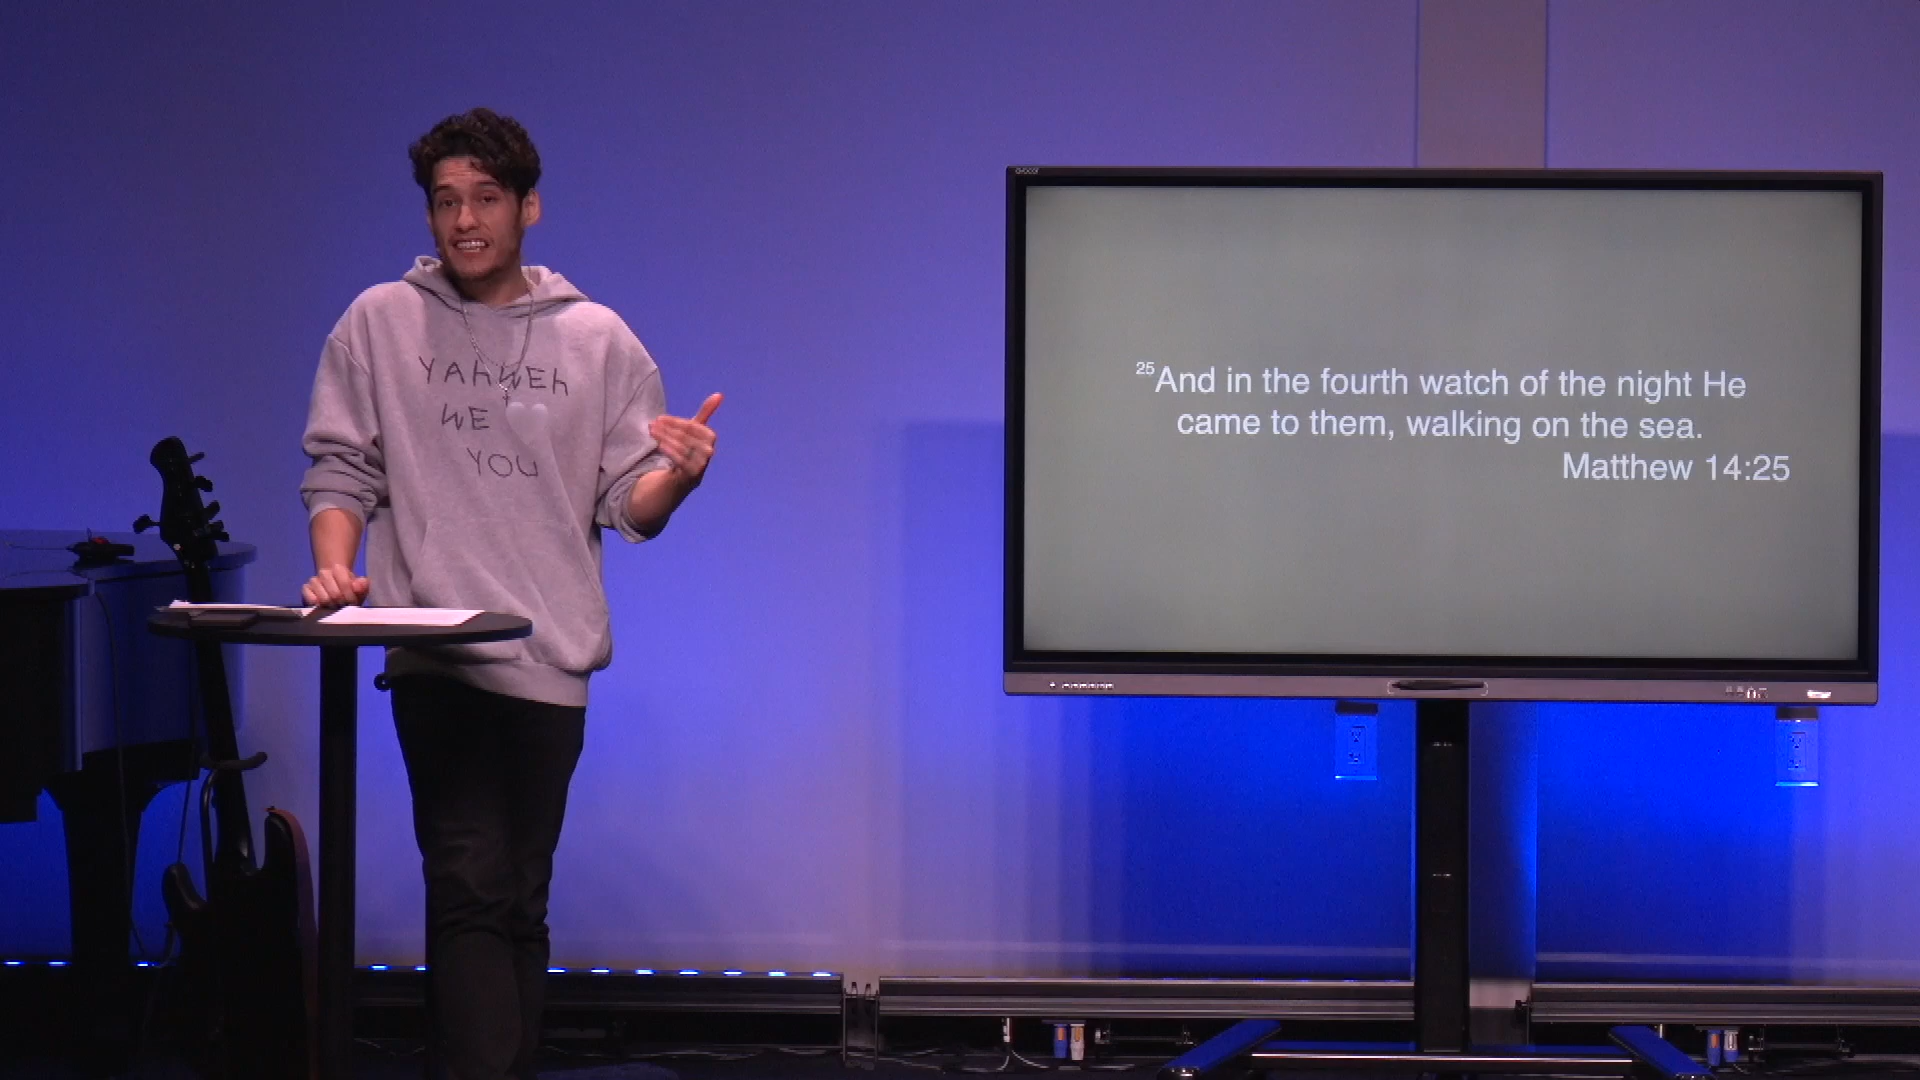 YAHWEH
WE
YOU
avocor
25And in the fourth watch of the night He
came to them, walking on the sea.
Matthew 14:25